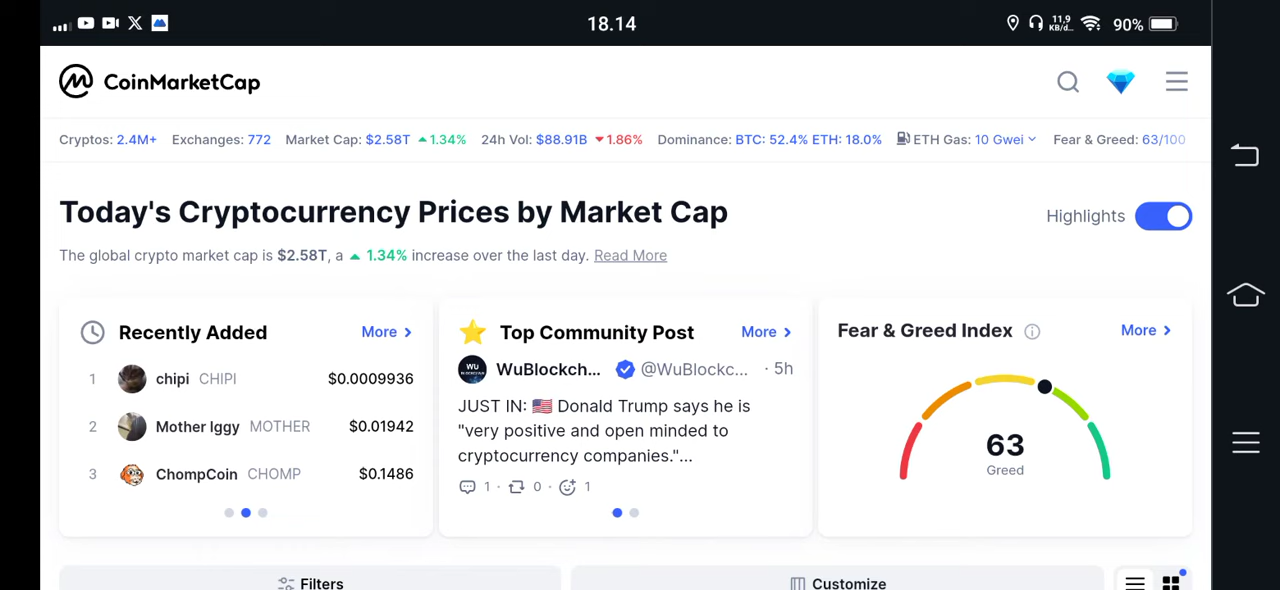 18.14
11,9
KB/d...
90%
CoinMarketCap
Cryptos: 2.4M+ Exchanges: 772 Market Cap: $2.58T 1.34% 24h Vol: $88.91B 1.86% Dominance: BTC: 52.4% ETH: 18.0% ETH Gas: 10 Gwei Fear & Greed: 63/100
Today's Cryptocurrency Prices by Market Cap
Highlights
The global crypto market cap is $2.58T, a 1.34% increase over the last day. Read More
Recently Added More
1 chipi CHIPI $0.0009936
2 Mother Iggy MOTHER $0.01942
3 ChompCoin CHOMP $0.1486
Top Community Post More
WU
WuBlockch... @WuBlockc... · 5h
JUST IN: 🇺🇸 Donald Trump says he is
"very positive and open minded to
cryptocurrency companies."...
1 · 0 · 1
Fear & Greed Index More
63
Greed
Filters
Customize